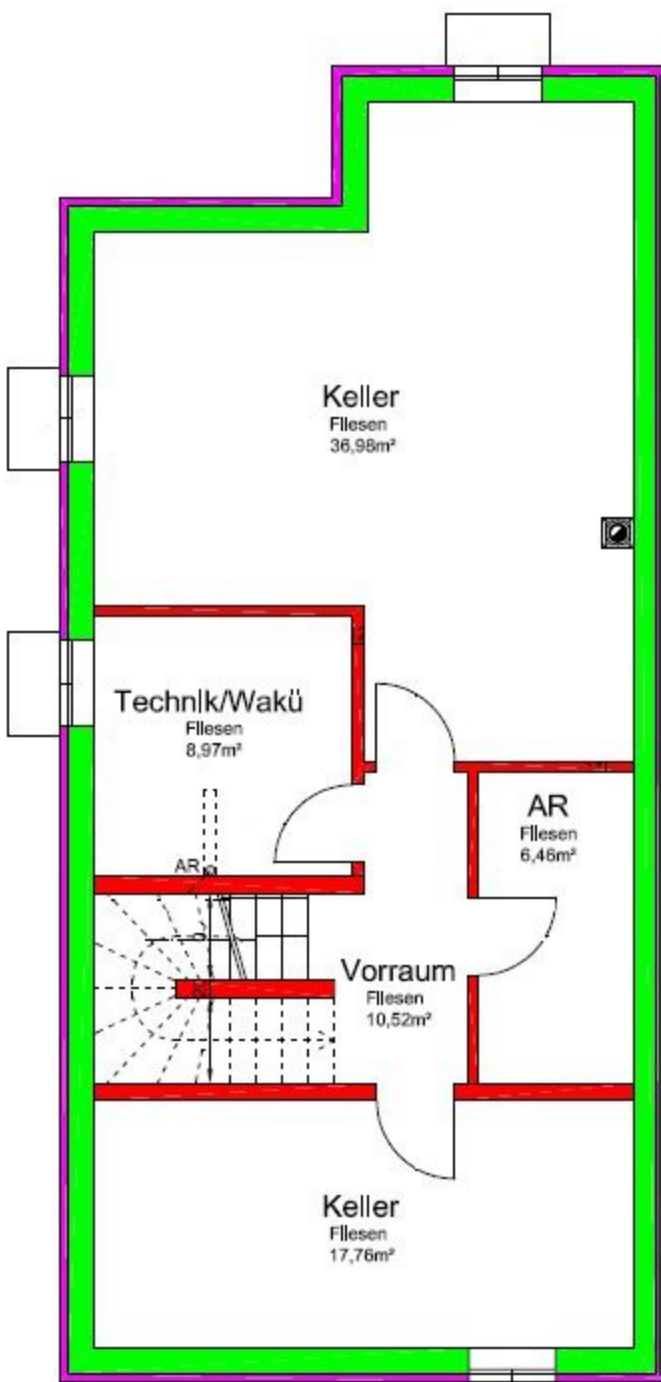 Keller
Fliesen
36,98m²
Technik/Wakü
Fliesen
8,97m²
AR
Fliesen
6,46m²
AR
Vorraum
Fliesen
10,52m²
Keller
Fliesen
17,76m²